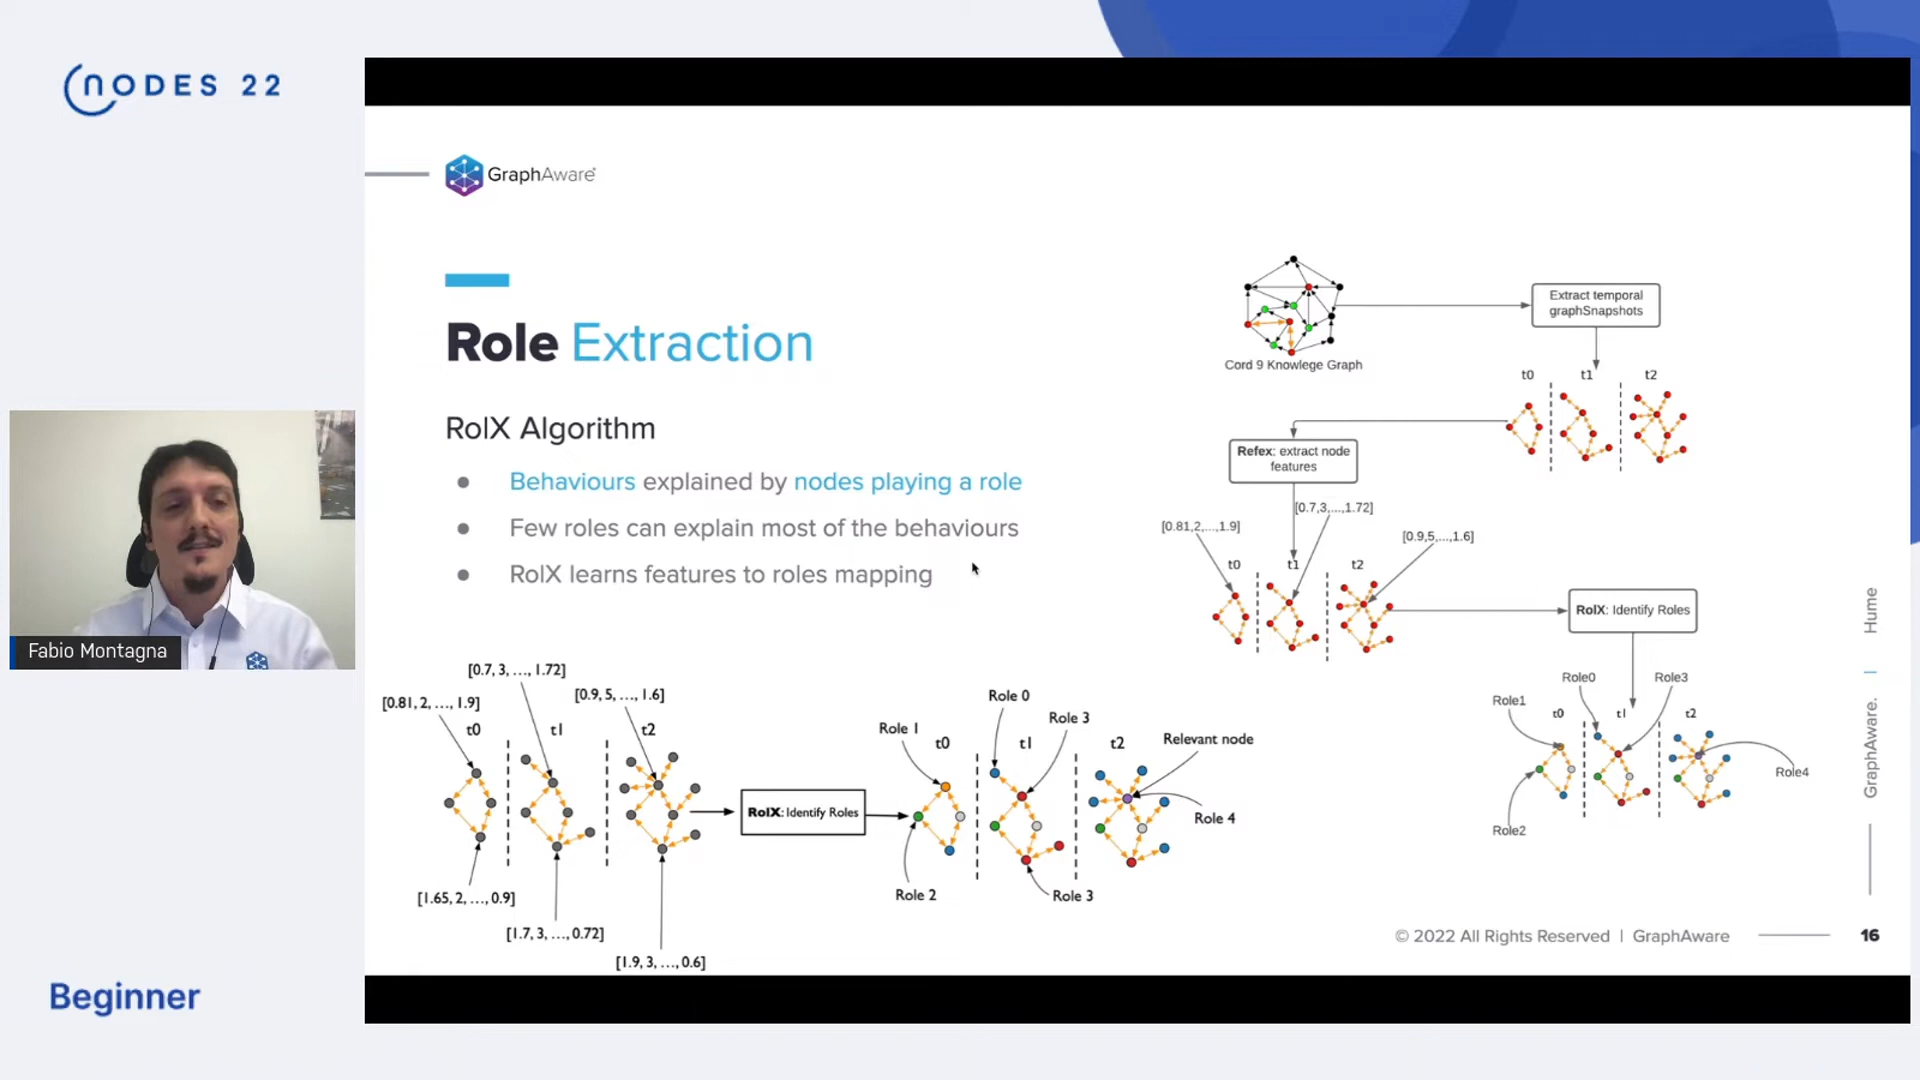 NODES 22
GraphAware
Role Extraction
RolX Algorithm
Behaviours explained by nodes playing a role
Few roles can explain most of the behaviours
RolX learns features to roles mapping
Fabio Montagna
Beginner
Cord 9 Knowlege Graph
Extract temporal
graphSnapshots
t0
t1
t2
Refex: extract node
features
[0.81,2,...,1.9]
[0.7,3,...,1.72]
[0.9,5,...,1.6]
t0
t1
t2
RolX: Identify Roles
Role0
Role3
Role1
t0
t1
t2
Role4
Role2
[0.7, 3, ..., 1.72]
[0.81, 2, ..., 1.9]
[0.9, 5, ..., 1.6]
t0
t1
t2
[1.65, 2, ..., 0.9]
[1.7, 3, ..., 0.72]
[1.9, 3, ..., 0.6]
RolX: Identify Roles
Role 0
Role 3
Role 1
t0
t1
t2
Relevant node
Role 4
Role 2
Role 3
GraphAware. | Hume
© 2022 All Rights Reserved | GraphAware
16